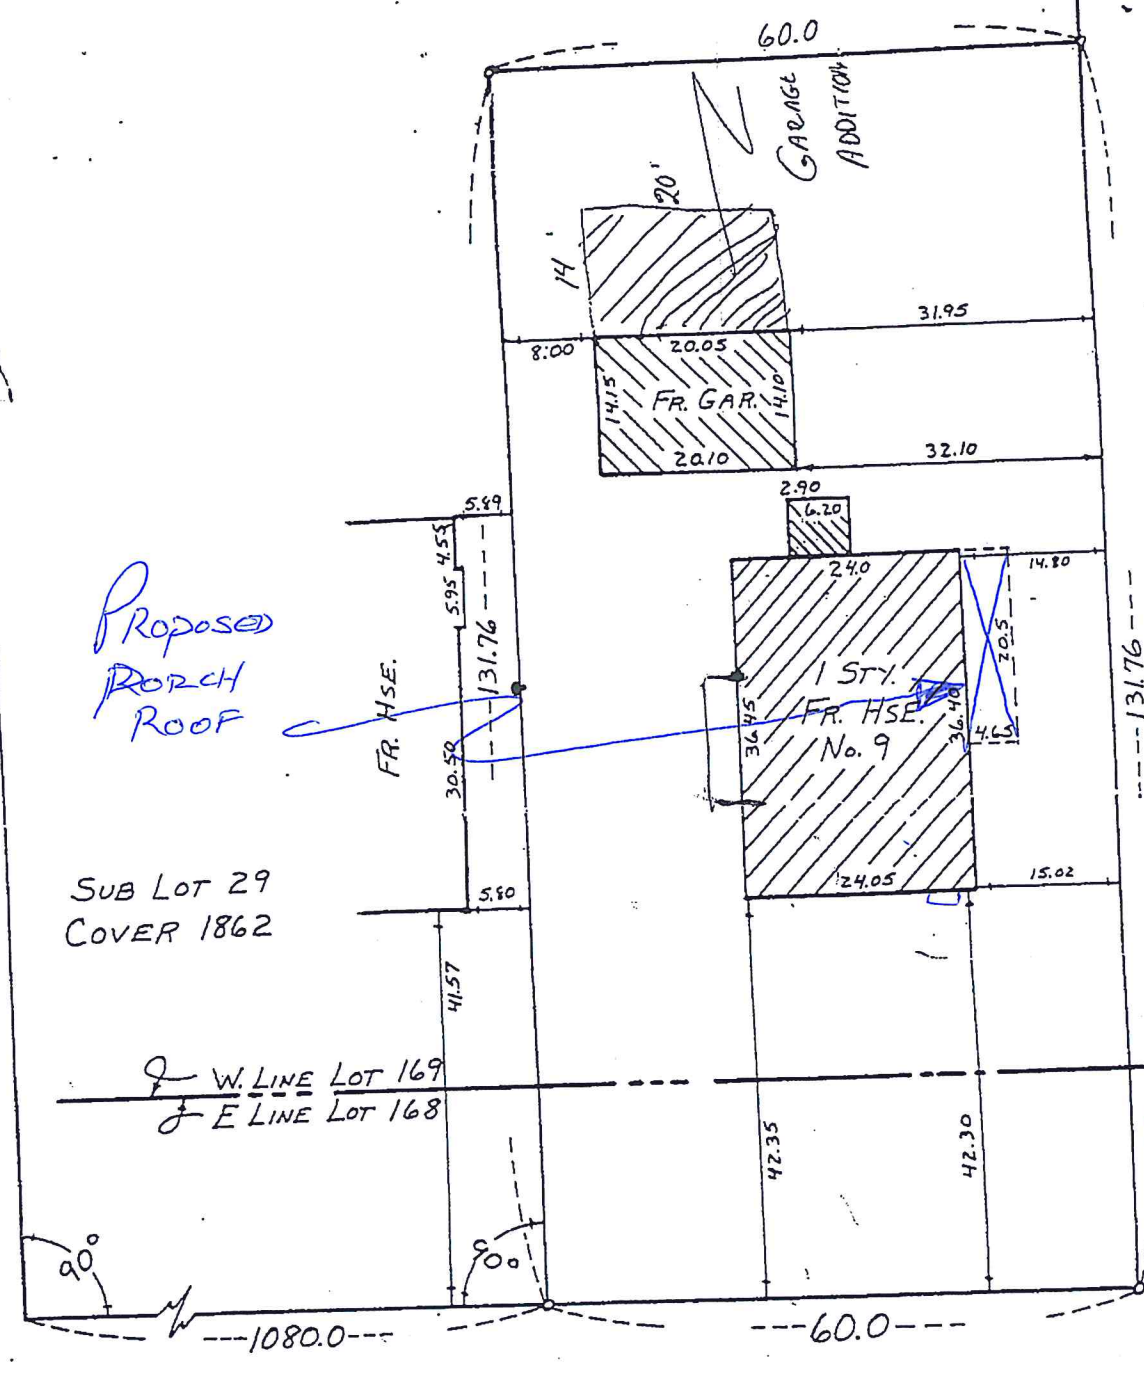 60.0
GARAGE
ADDITION
20'
14'
31.95
8.00
20.05
14.15
FR. GAR.
14.10
20.10
32.10
2.90
6.20
5.89
4.55
24.0
14.80
5.95
131.76
PROPOSED
PORCH
ROOF
20.5
131.76
FR. HSE.
1 STY.
FR. HSE.
No. 9
36.45
36.40
4.65
30.50
SUB LOT 29
COVER 1862
24.05
15.02
5.80
41.57
W. LINE LOT 169
E LINE LOT 168
42.35
42.30
90°
80°
---1080.0---
---60.0----